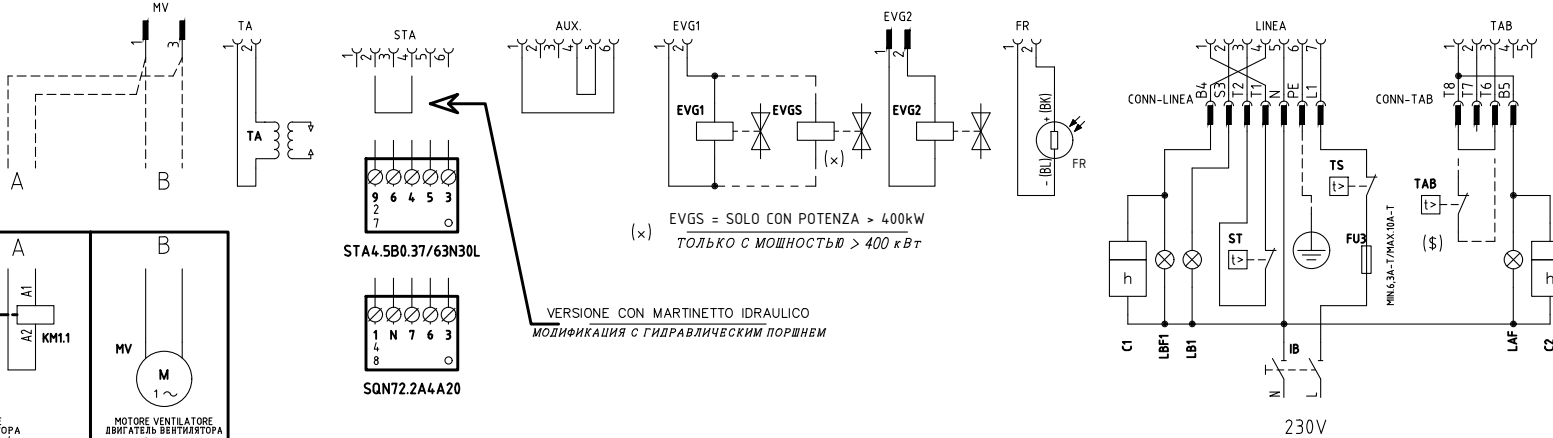 MV
TA
STA
AUX.
EVG1
EVG2
FR
LINEA
TAB
1 3
1 2
1 2 3 4 5 6
1 2 3 4 5 6
1 2
1 2
1 2
1 2 3 4 5 6 7
1 2 3 4 5
CONN-LINEA
B4 S3 T2 T1 N PE L1
CONN-TAB
T8 T7 T6 B5
TA
EVG1
EVGS
(x)
EVG2
+ (BK)
- (BL)
FR
A
B
9 6 4 5 3
2
7
STA4.5B0.37/63N30L
(x)
EVGS = SOLO CON POTENZA > 400kW
ТОЛЬКО С МОЩНОСТЬЮ > 400 кВт
TS
t>
TAB
t>
($)
ST
t>
FU3
MIN.6,3A-T/MAX.10A-T
h
h
A
B
A1
A2
KM1.1
MV
M
1~
MOTORE VENTILATORE
ДВИГАТЕЛЬ ВЕНТИЛЯТОРА
1 N 7 6 3
4
8
SQN72.2A4A20
VERSIONE CON MARTINETTO IDRAULICO
МОДИФИКАЦИЯ С ГИДРАВЛИЧЕСКИМ ПОРШНЕМ
C1
LBF1
LB1
IB
LAF
C2
N
L
230V